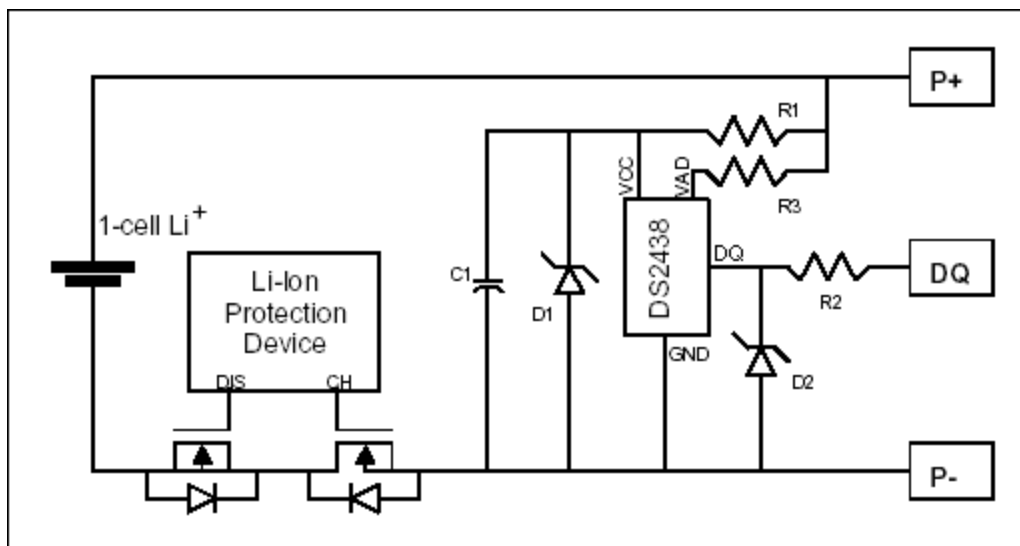 P+
R1
VCC
VAD
R3
1-cell Li+
DS2438
DQ
DQ
Li-Ion
Protection
Device
C1
D1
R2
GND
D2
DIS
CH
P-